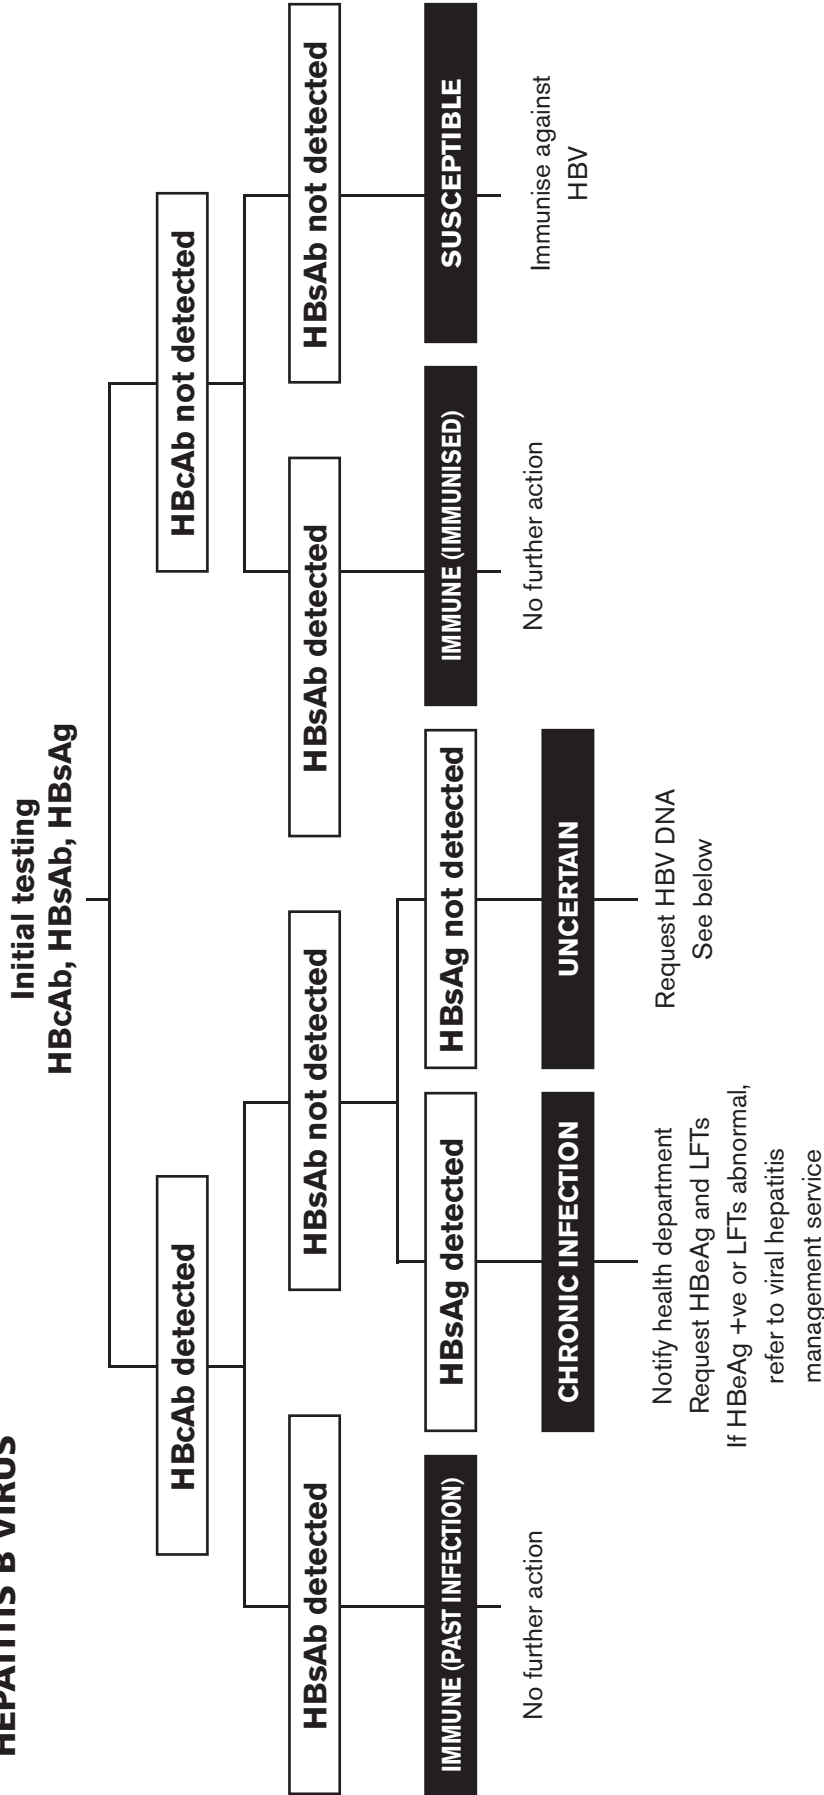 HEPATITIS B VIRUS
Initial testing
HBcAb, HBsAb, HBsAg
HBcAb detected
HBcAb not detected
HBsAb detected
HBsAb not detected
HBsAb detected
HBsAb not detected
IMMUNE (PAST INFECTION)
HBsAg detected
HBsAg not detected
IMMUNE (IMMUNISED)
SUSCEPTIBLE
No further action
CHRONIC INFECTION
UNCERTAIN
No further action
Immunise against
HBV
Notify health department
Request HBeAg and LFTs
If HBeAg +ve or LFTs abnormal,
refer to viral hepatitis
management service
Request HBV DNA
See below